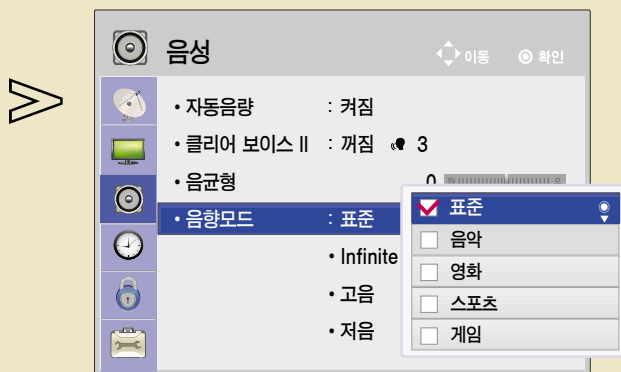 음성 이동 확인
• 자동음량 : 켜짐
• 클리어 보이스 II : 꺼짐 3
• 음균형 0 좌 우
• 음향모드 : 표준
• Infinite
• 고음
• 저음
표준
음악
영화
스포츠
게임